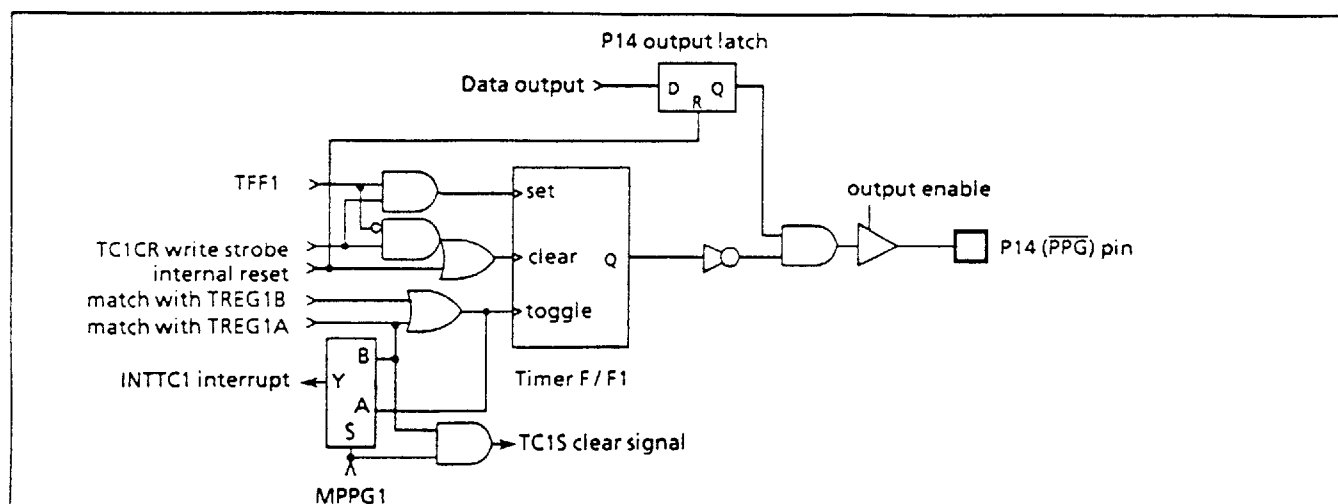 P14 output latch
Data output
D Q
R
TFF1
set
output enable
TC1CR write strobe
internal reset
clear
Q
P14 (P̅P̅G̅) pin
match with TREG1B
match with TREG1A
toggle
B
INTTC1 interrupt
Y
Timer F / F1
A
S
TC1S clear signal
MPPG1